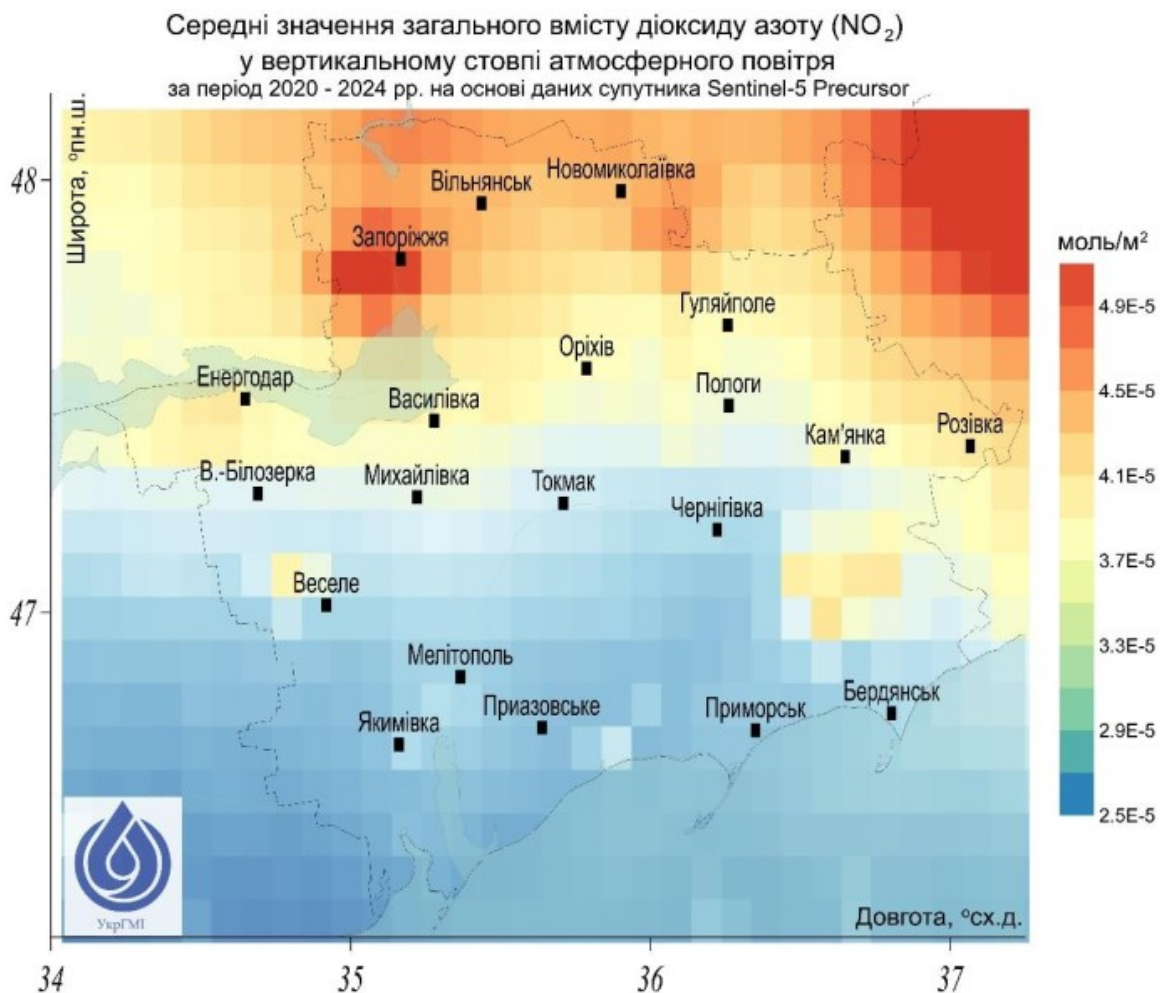 Середні значення загального вмісту діоксиду азоту (NO₂)
у вертикальному стовпі атмосферного повітря
за період 2020 - 2024 рр. на основі даних супутника Sentinel-5 Precursor
Широта, °пн.ш.
48
47
Новомиколаївка
Вільнянськ
Запоріжжя
Гуляйполе
Оріхів
Енергодар
Василівка
Пологи
Кам'янка
Розівка
В.-Білозерка
Михайлівка
Токмак
Чернігівка
Веселе
Мелітополь
Якимівка
Приазовське
Приморськ
Бердянськ
моль/м²
4.9E-5
4.5E-5
4.1E-5
3.7E-5
3.3E-5
2.9E-5
2.5E-5
УкрГМІ
Довгота, °сх.д.
34
35
36
37